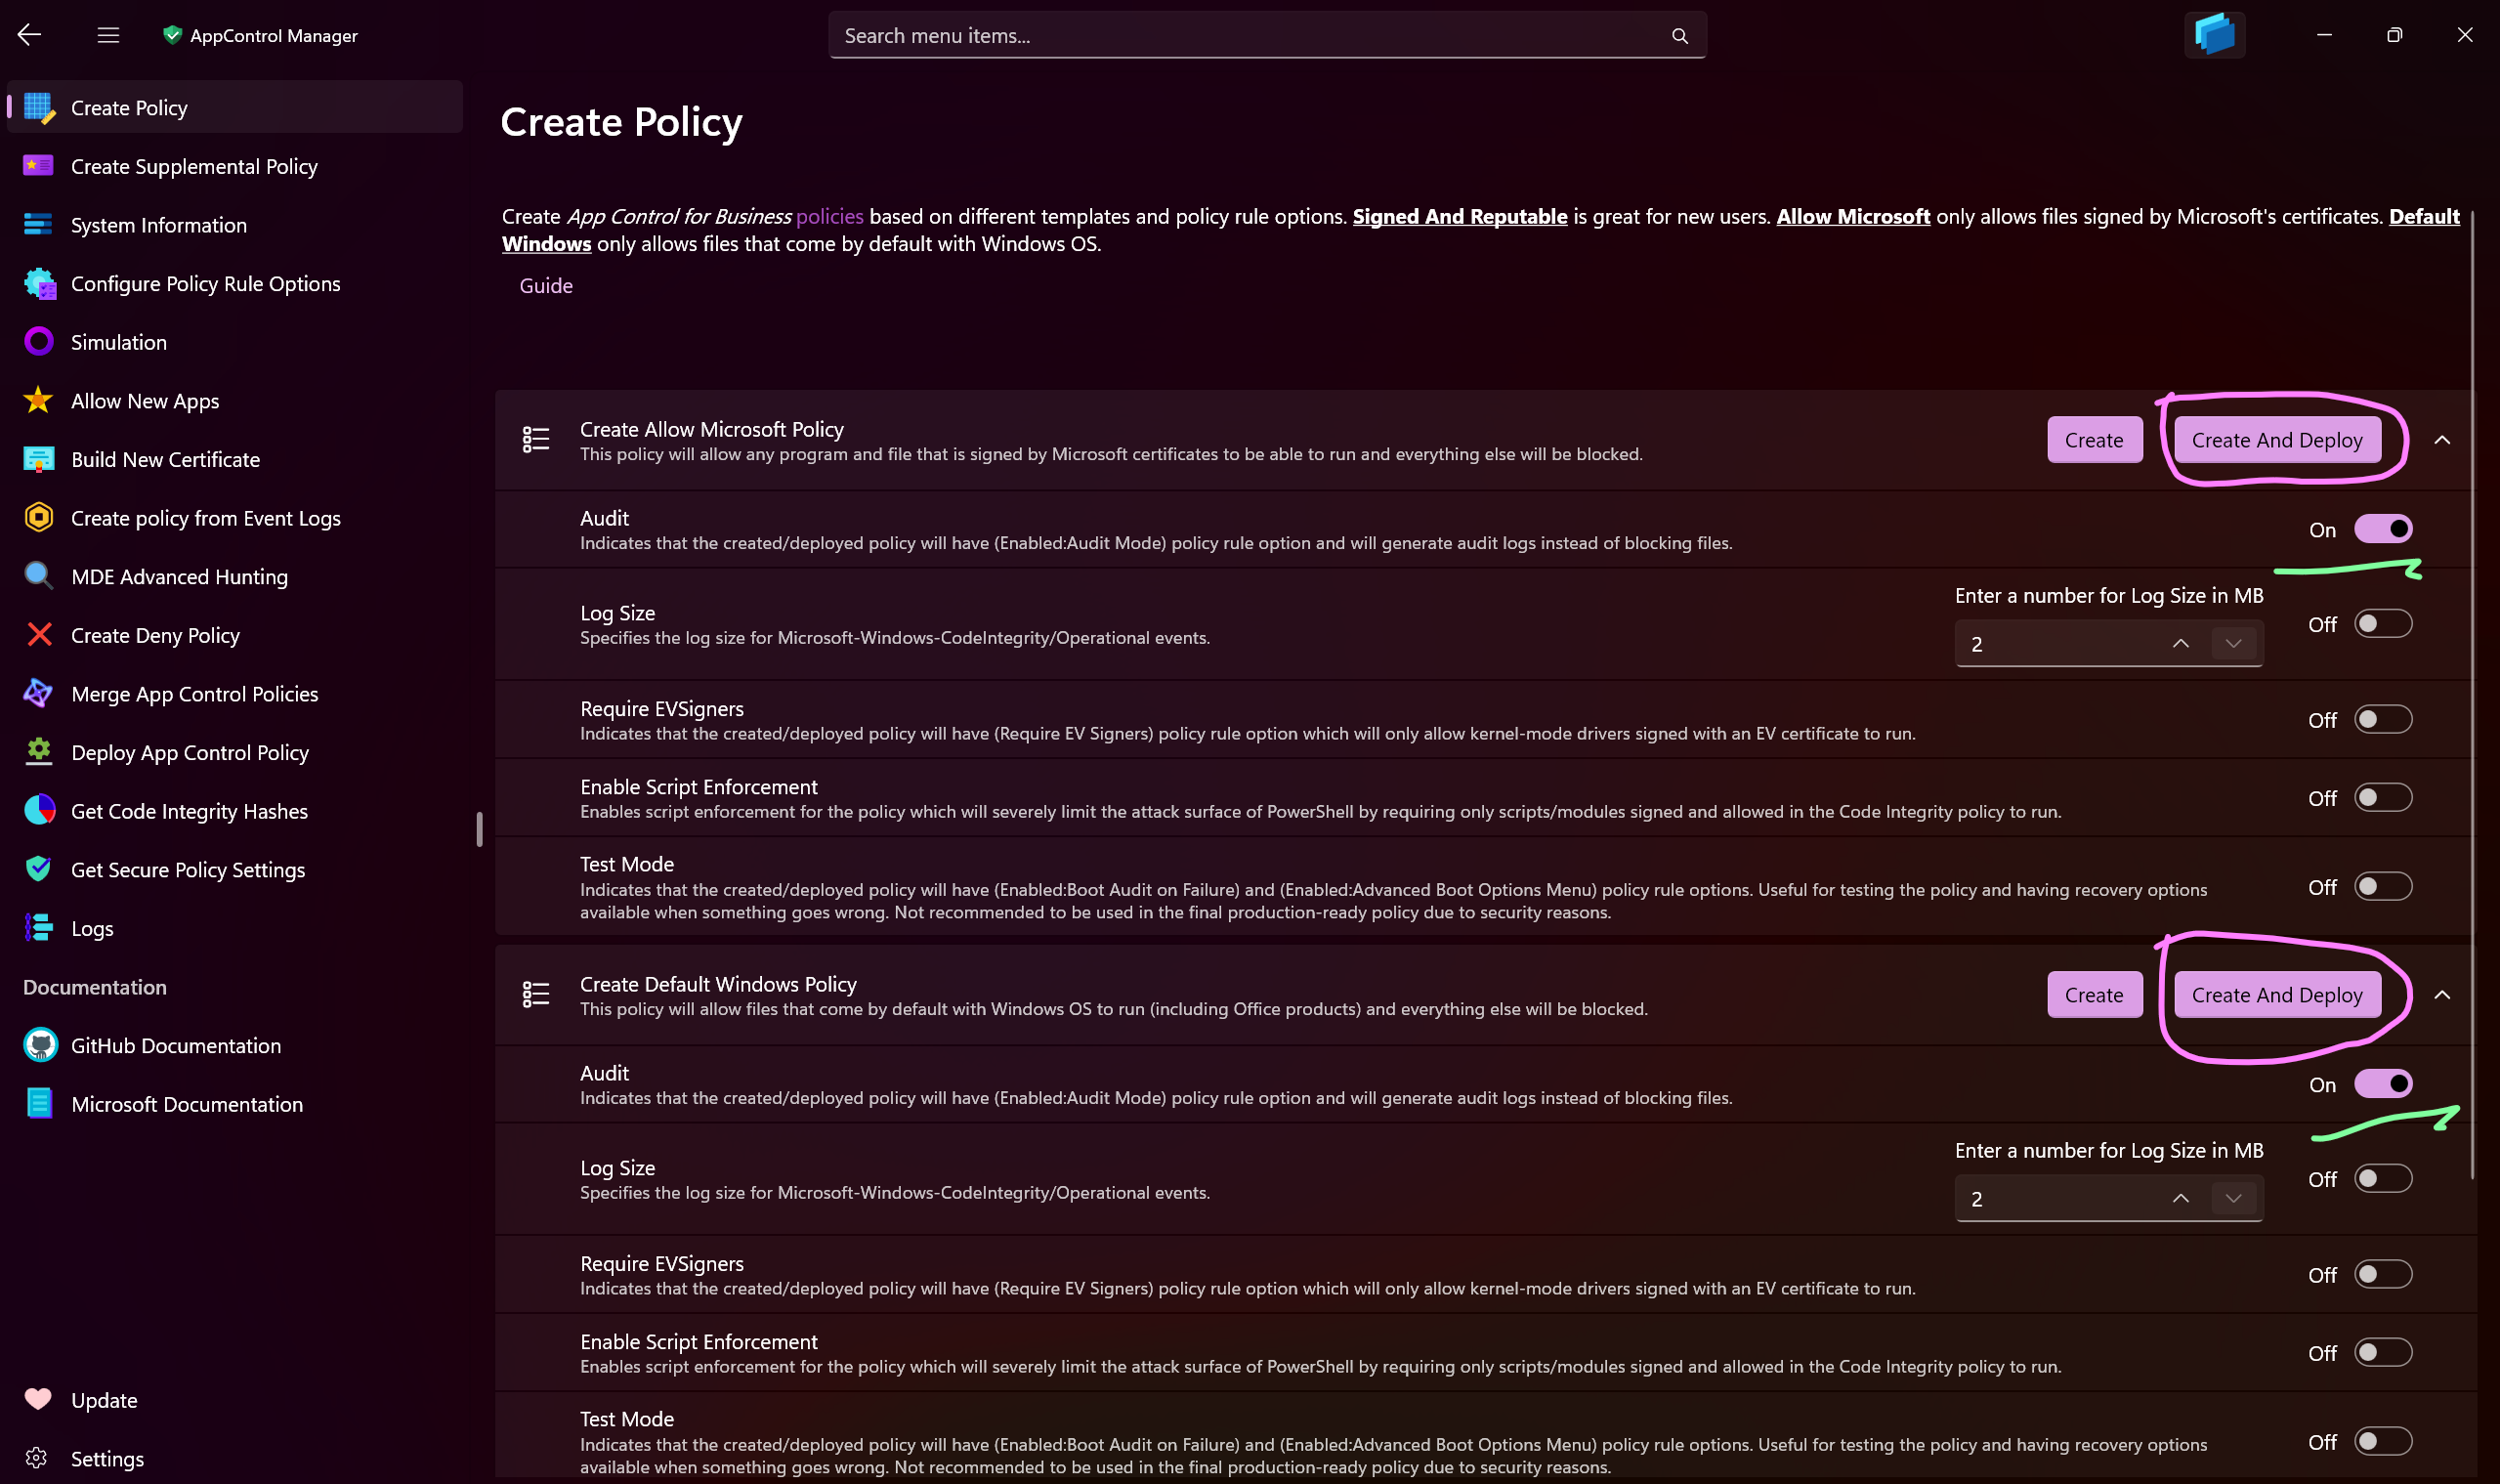 AppControl Manager
Search menu items...
Create Policy
Create Supplemental Policy
System Information
Configure Policy Rule Options
Simulation
Allow New Apps
Build New Certificate
Create policy from Event Logs
MDE Advanced Hunting
Create Deny Policy
Merge App Control Policies
Deploy App Control Policy
Get Code Integrity Hashes
Get Secure Policy Settings
Logs
Documentation
GitHub Documentation
Microsoft Documentation
Update
Settings
Create Policy
Create App Control for Business policies based on different templates and policy rule options. Signed And Reputable is great for new users. Allow Microsoft only allows files signed by Microsoft's certificates. Default
Windows only allows files that come by default with Windows OS.
Guide
Create Allow Microsoft Policy
This policy will allow any program and file that is signed by Microsoft certificates to be able to run and everything else will be blocked.
Create
Create And Deploy
Audit
Indicates that the created/deployed policy will have (Enabled:Audit Mode) policy rule option and will generate audit logs instead of blocking files.
On
Log Size
Specifies the log size for Microsoft-Windows-CodeIntegrity/Operational events.
Enter a number for Log Size in MB
2
Off
Require EVSigners
Indicates that the created/deployed policy will have (Require EV Signers) policy rule option which will only allow kernel-mode drivers signed with an EV certificate to run.
Off
Enable Script Enforcement
Enables script enforcement for the policy which will severely limit the attack surface of PowerShell by requiring only scripts/modules signed and allowed in the Code Integrity policy to run.
Off
Test Mode
Indicates that the created/deployed policy will have (Enabled:Boot Audit on Failure) and (Enabled:Advanced Boot Options Menu) policy rule options. Useful for testing the policy and having recovery options
available when something goes wrong. Not recommended to be used in the final production-ready policy due to security reasons.
Off
Create Default Windows Policy
This policy will allow files that come by default with Windows OS to run (including Office products) and everything else will be blocked.
Create
Create And Deploy
Audit
Indicates that the created/deployed policy will have (Enabled:Audit Mode) policy rule option and will generate audit logs instead of blocking files.
On
Log Size
Specifies the log size for Microsoft-Windows-CodeIntegrity/Operational events.
Enter a number for Log Size in MB
2
Off
Require EVSigners
Indicates that the created/deployed policy will have (Require EV Signers) policy rule option which will only allow kernel-mode drivers signed with an EV certificate to run.
Off
Enable Script Enforcement
Enables script enforcement for the policy which will severely limit the attack surface of PowerShell by requiring only scripts/modules signed and allowed in the Code Integrity policy to run.
Off
Test Mode
Indicates that the created/deployed policy will have (Enabled:Boot Audit on Failure) and (Enabled:Advanced Boot Options Menu) policy rule options. Useful for testing the policy and having recovery options
available when something goes wrong. Not recommended to be used in the final production-ready policy due to security reasons.
Off